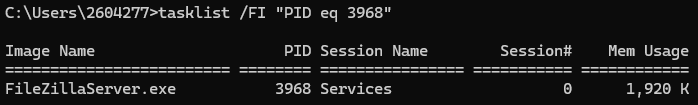 C:\Users\2604277>tasklist /FI "PID eq 3968"
Image Name                     PID Session Name        Session#    Mem Usage
========================= ======== ================ =========== ============
FileZillaServer.exe           3968 Services                   0      1,920 K